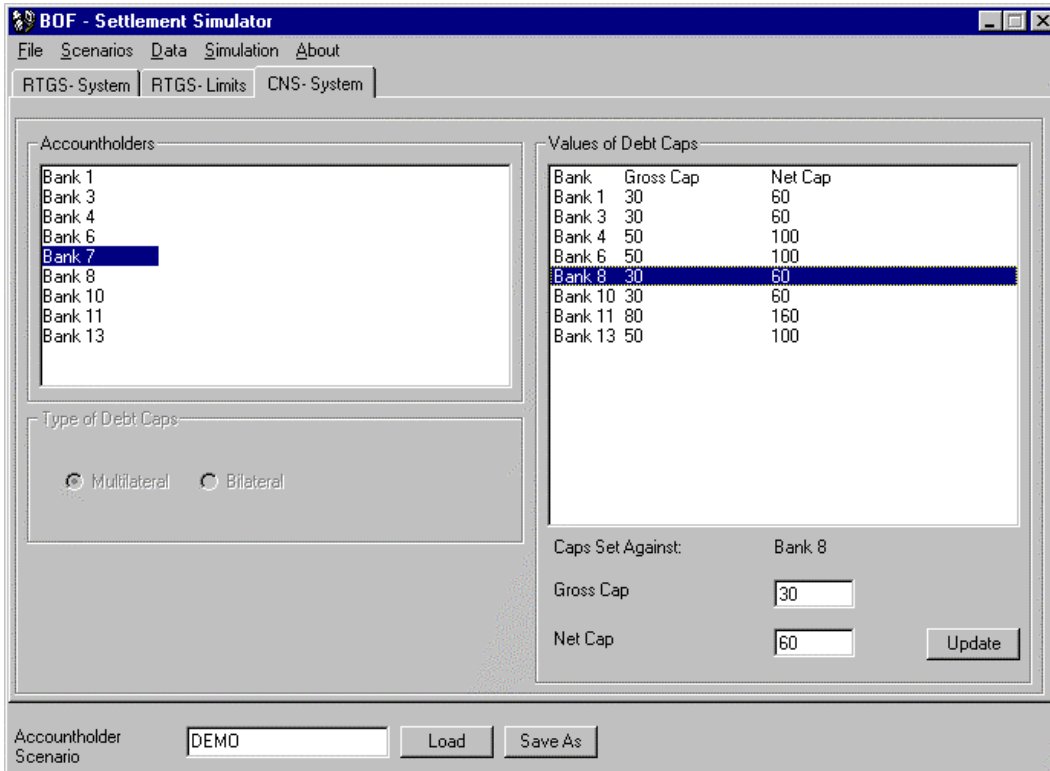 BOF - Settlement Simulator
File Scenarios Data Simulation About
RTGS- System RTGS- Limits CNS- System
Accountholders
Bank 1
Bank 3
Bank 4
Bank 6
Bank 7
Bank 8
Bank 10
Bank 11
Bank 13
Type of Debt Caps
Multilateral Bilateral
Values of Debt Caps
Bank Gross Cap Net Cap
Bank 1 30 60
Bank 3 30 60
Bank 4 50 100
Bank 6 50 100
Bank 8 30 60
Bank 10 30 60
Bank 11 80 160
Bank 13 50 100
Caps Set Against: Bank 8
Gross Cap 30
Net Cap 60 Update
Accountholder
Scenario
DEMO Load Save As